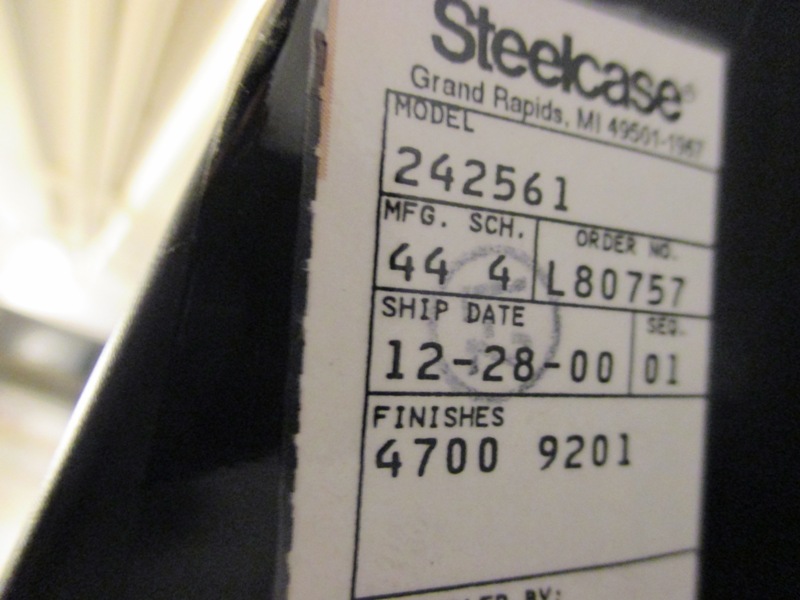 Steelcase®
Grand Rapids, MI 49501-1967
MODEL
242561
MFG. SCH.
44 4
ORDER NO.
L80757
SHIP DATE
12-28-00
SEQ.
01
FINISHES
4700 9201
BY: